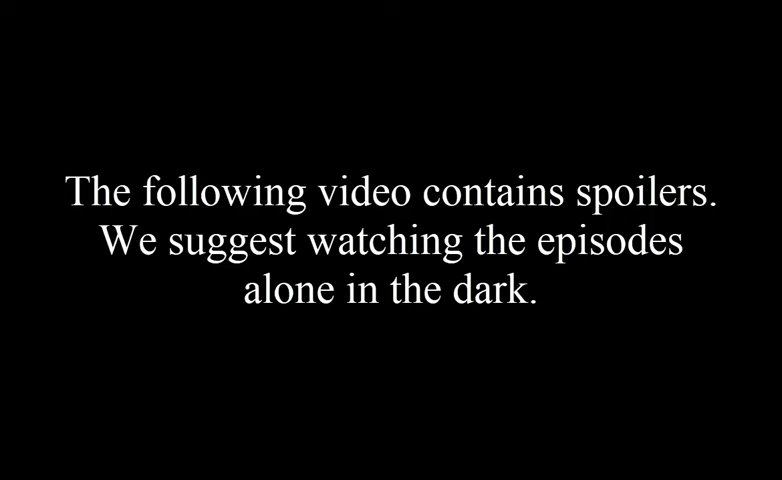 The following video contains spoilers.
We suggest watching the episodes
alone in the dark.